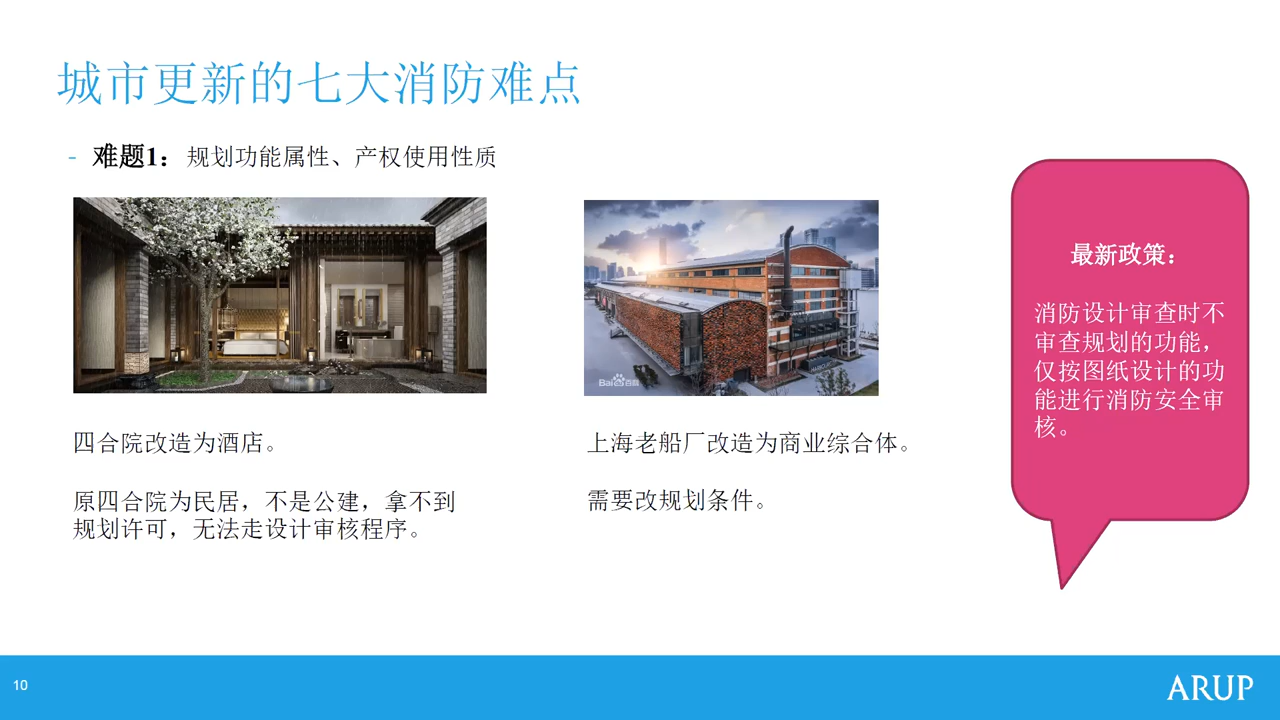 城市更新的七大消防难点
- 难题1：规划功能属性、产权使用性质
Bai百科
四合院改造为酒店。
原四合院为民居，不是公建，拿不到
规划许可，无法走设计审核程序。
上海老船厂改造为商业综合体。
需要改规划条件。
最新政策：
消防设计审查时不
审查规划的功能，
仅按图纸设计的功
能进行消防安全审
核。
10
ARUP